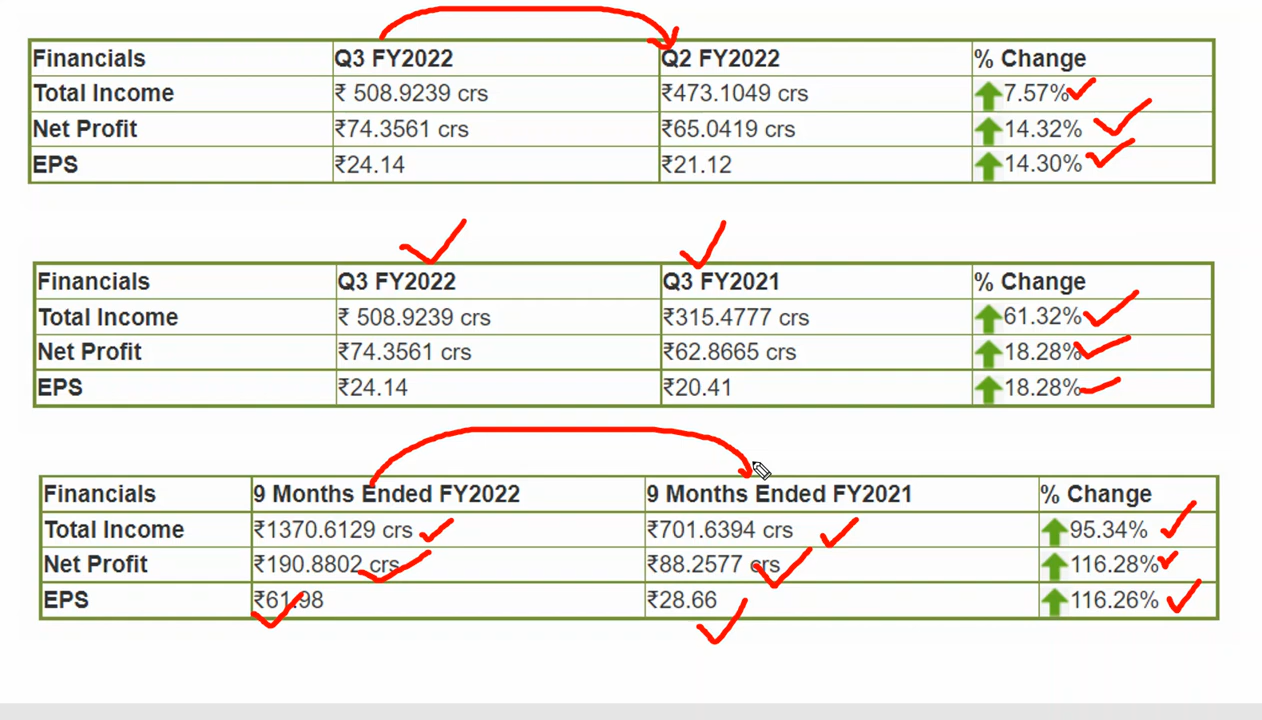 Financials Q3 FY2022 Q2 FY2022 % Change
Total Income ₹ 508.9239 crs ₹473.1049 crs 7.57%
Net Profit ₹74.3561 crs ₹65.0419 crs 14.32%
EPS ₹24.14 ₹21.12 14.30%
Financials Q3 FY2022 Q3 FY2021 % Change
Total Income ₹ 508.9239 crs ₹315.4777 crs 61.32%
Net Profit ₹74.3561 crs ₹62.8665 crs 18.28%
EPS ₹24.14 ₹20.41 18.28%
Financials 9 Months Ended FY2022 9 Months Ended FY2021 % Change
Total Income ₹1370.6129 crs ₹701.6394 crs 95.34%
Net Profit ₹190.8802 crs ₹88.2577 crs 116.28%
EPS ₹61.98 ₹28.66 116.26%